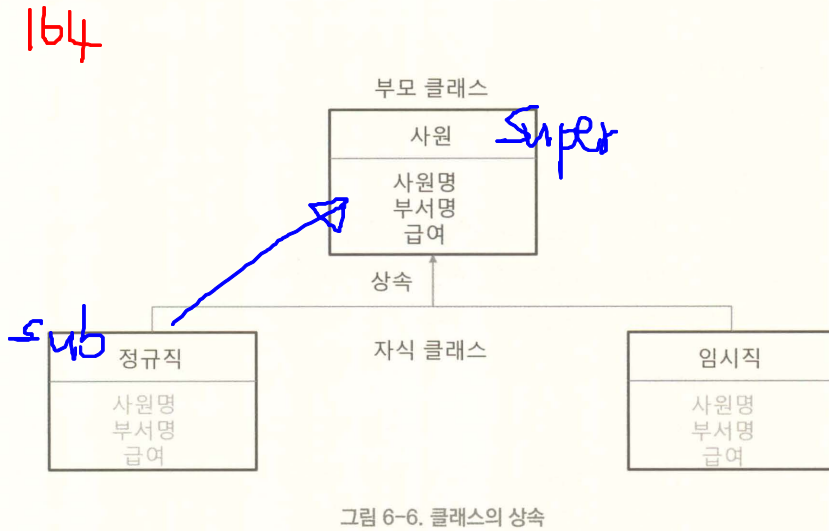 164
부모 클래스
사원 super
사원명
부서명
급여
상속
sub
정규직
사원명
부서명
급여
자식 클래스
임시직
사원명
부서명
급여
그림 6-6. 클래스의 상속